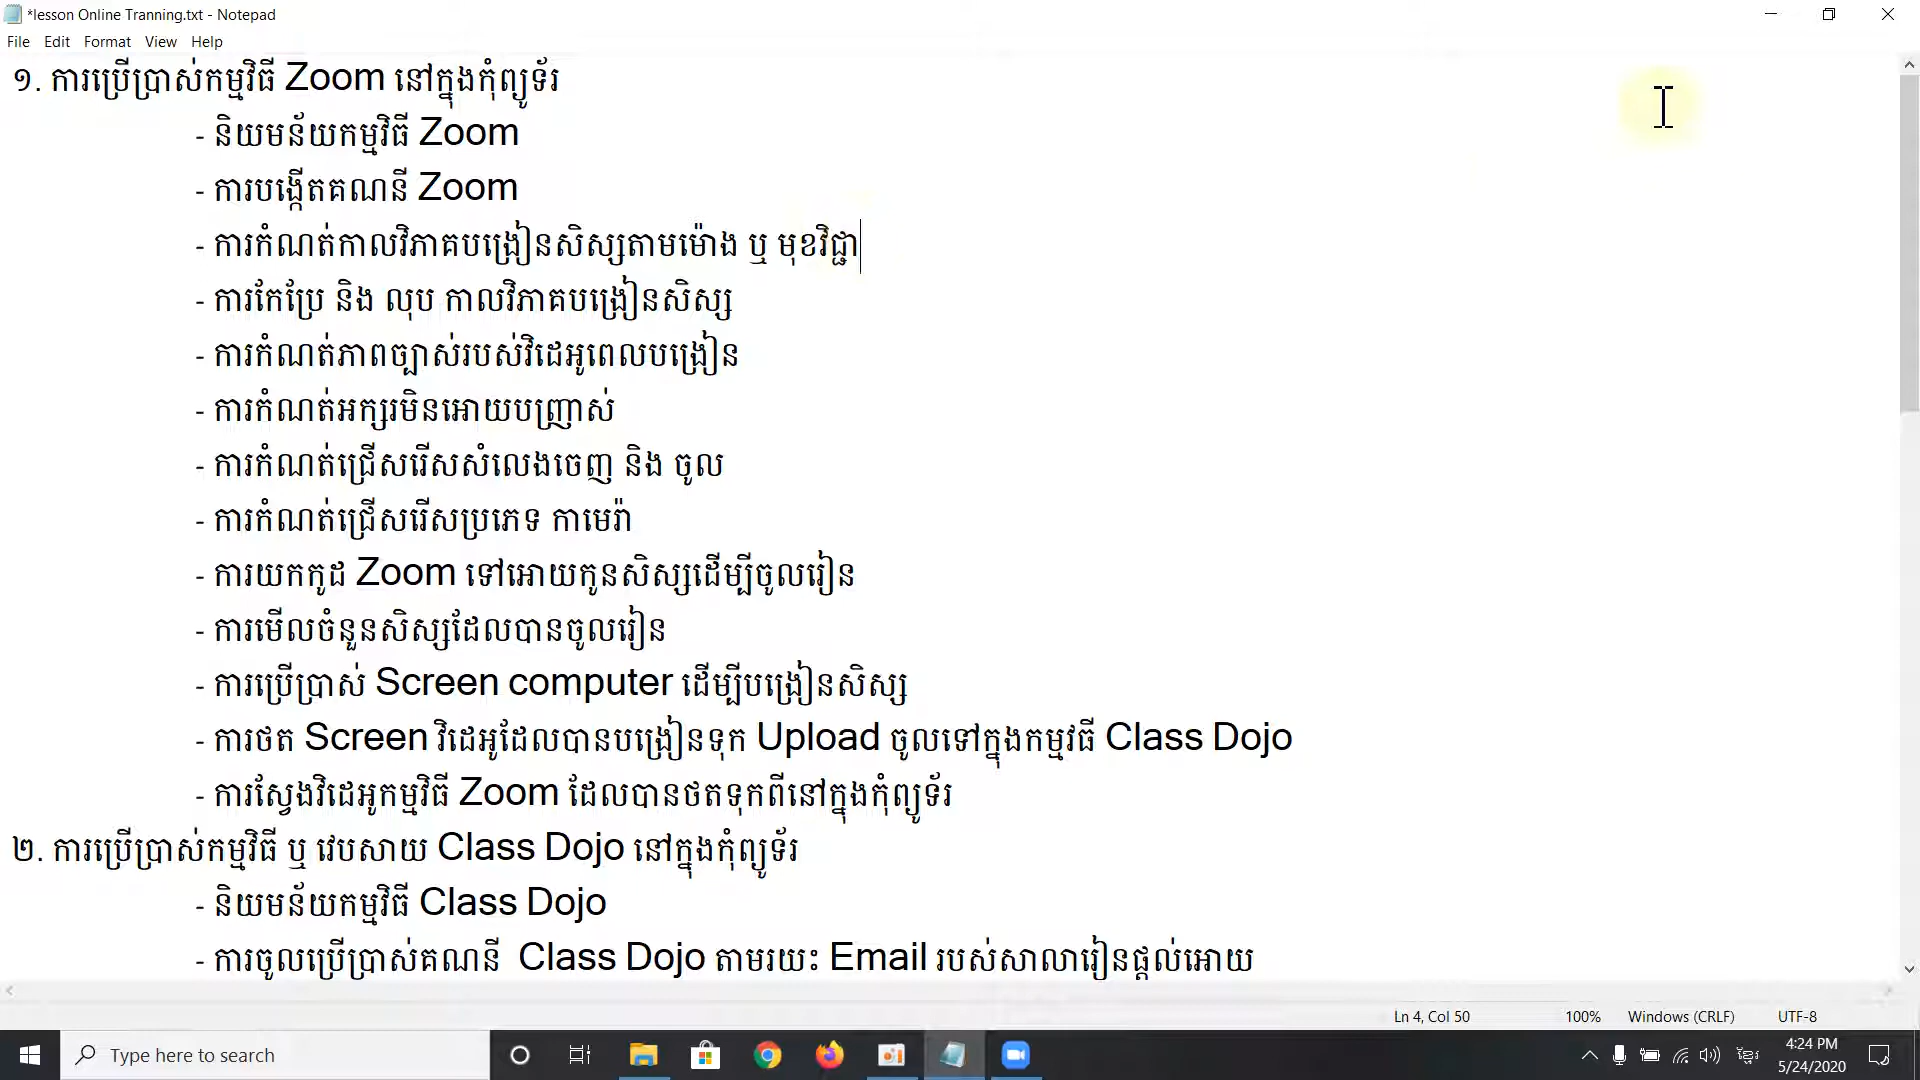 *lesson Online Tranning.txt - Notepad
File Edit Format View Help
១. ការប្រើប្រាស់កម្មវិធី Zoom នៅក្នុងកុំព្យូទ័រ
- និយមន័យកម្មវិធី Zoom
- ការបង្កើតគណនី Zoom
- ការកំណត់កាលវិភាគបង្រៀនសិស្សតាមម៉ោង ឬ មុខវិជ្ជា
- ការកែប្រែ និង លុប កាលវិភាគបង្រៀនសិស្ស
- ការកំណត់ភាពច្បាស់របស់វិដេអូពេលបង្រៀន
- ការកំណត់អក្សរមិនអោយបញ្រ្ចាស់
- ការកំណត់ជ្រើសរើសសំលេងចេញ និង ចូល
- ការកំណត់ជ្រើសរើសប្រភេទ កាមេរ៉ា
- ការយកកូដ Zoom ទៅអោយកូនសិស្សដើម្បីចូលរៀន
- ការមើលចំនួនសិស្សដែលបានចូលរៀន
- ការប្រើប្រាស់ Screen computer ដើម្បីបង្រៀនសិស្ស
- ការថត Screen វិដេអូដែលបានបង្រៀនទុក Upload ចូលទៅក្នុងកម្មវធី Class Dojo
- ការស្វែងវិដេអូកម្មវិធី Zoom ដែលបានថតទុកពីនៅក្នុងកុំព្យូទ័រ
២. ការប្រើប្រាស់កម្មវិធី ឬ វេបសាយ Class Dojo នៅក្នុងកុំព្យូទ័រ
- និយមន័យកម្មវិធី Class Dojo
- ការចូលប្រើប្រាស់គណនី Class Dojo តាមរយះ Email របស់សាលារៀនផ្តល់អោយ
Ln 4, Col 50 100% Windows (CRLF) UTF-8
Type here to search
ខ្មែរ
4:24 PM
5/24/2020